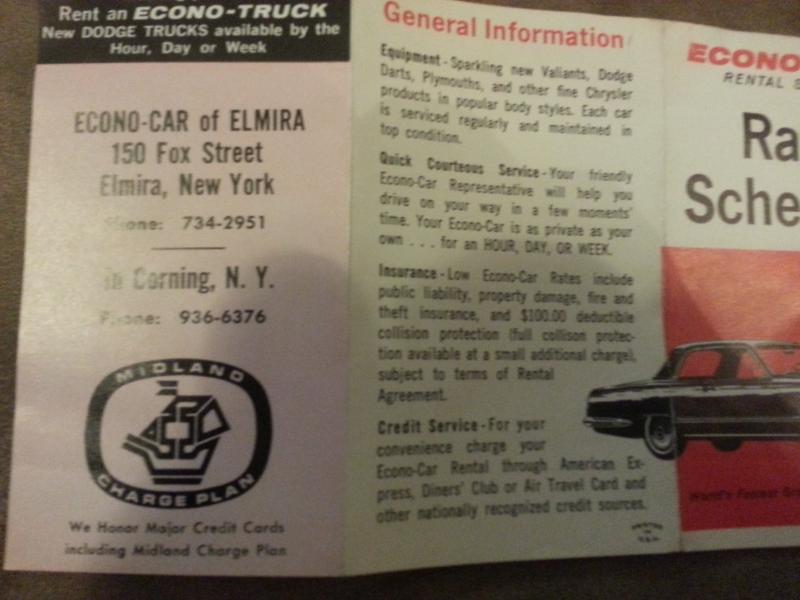 Rent an ECONO-TRUCK
New DODGE TRUCKS available by the
Hour, Day or Week
ECONO-CAR of ELMIRA
150 Fox Street
Elmira, New York
Phone: 734-2951
in Corning, N. Y.
Phone: 936-6376
MIDLAND
CHARGE PLAN
We Honor Major Credit Cards
including Midland Charge Plan
General Information
Equipment - Sparkling new Valiants, Dodge
Darts, Plymouths, and other fine Chrysler
products in popular body styles. Each car
is serviced regularly and maintained in
top condition.
Quick Courteous Service - Your friendly
Econo-Car Representative will help you
drive on your way in a few moments'
time. Your Econo-Car is as private as your
own . . . for an HOUR, DAY, OR WEEK.
Insurance - Low Econo-Car Rates include
public liability, property damage, fire and
theft insurance, and $100.00 deductible
collision protection (full collison protec-
tion available at a small additional charge),
subject to terms of Rental
Agreement.
Credit Service - For your
convenience charge your
Econo-Car Rental through American Ex-
press, Diners' Club or Air Travel Card and
other nationally recognized credit sources.
PRINTED
IN
U.S.A.
ECONO
RENTAL S
Ra
Sche
World's Fastest Gro